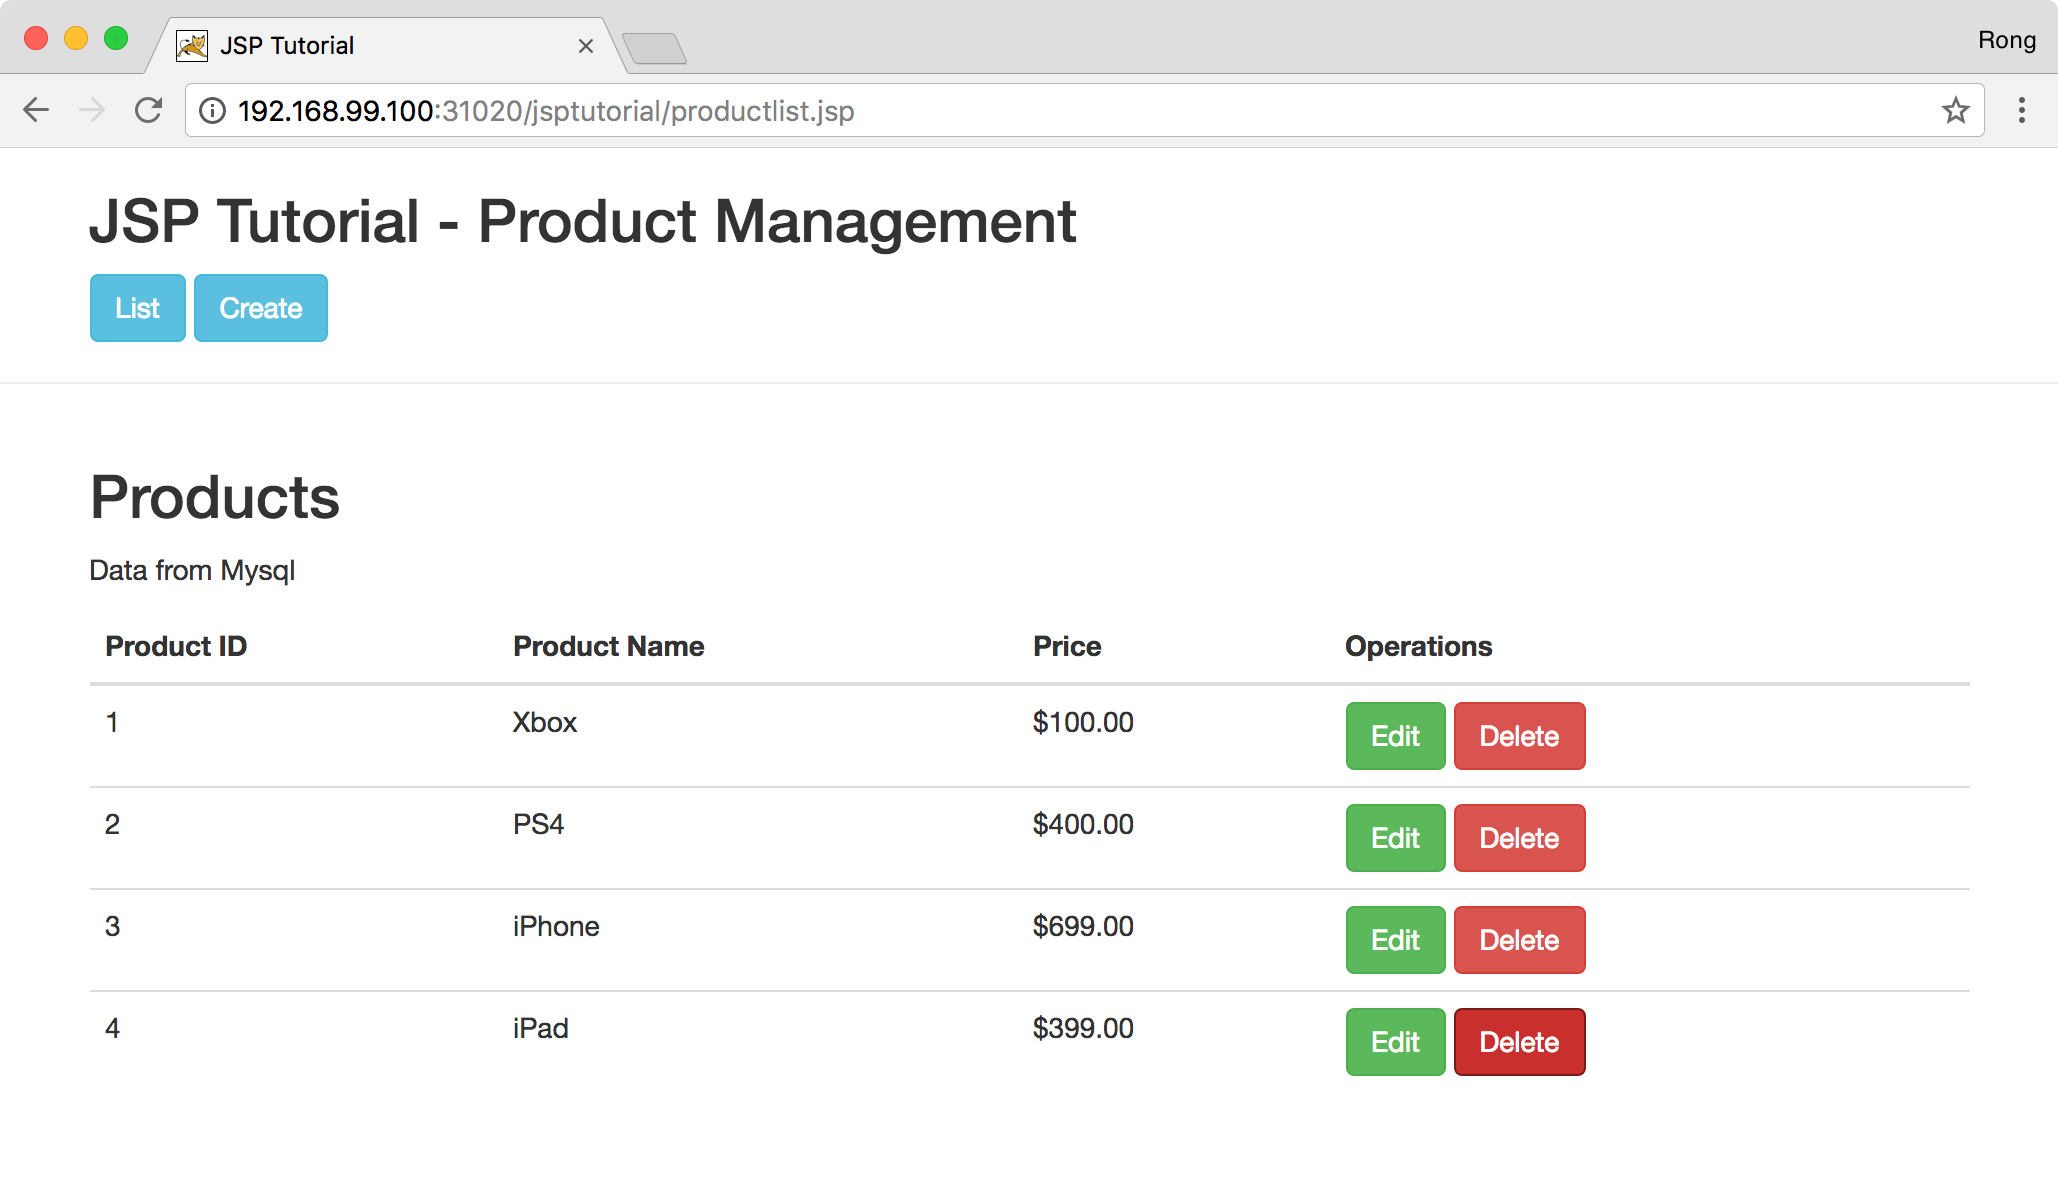 JSP Tutorial
Rong
192.168.99.100:31020/jsptutorial/productlist.jsp
JSP Tutorial - Product Management
List Create
Products
Data from Mysql
Product ID Product Name Price Operations
1 Xbox $100.00 Edit Delete
2 PS4 $400.00 Edit Delete
3 iPhone $699.00 Edit Delete
4 iPad $399.00 Edit Delete